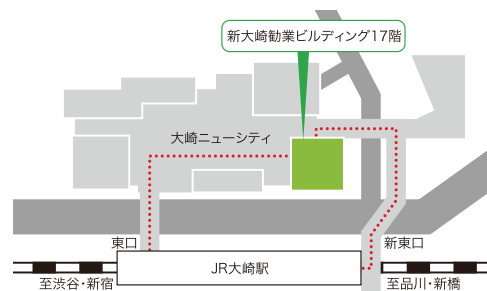 新大崎勧業ビルディング17階
大崎ニューシティ
東口
新東口
JR大崎駅
至渋谷・新宿
至品川・新橋